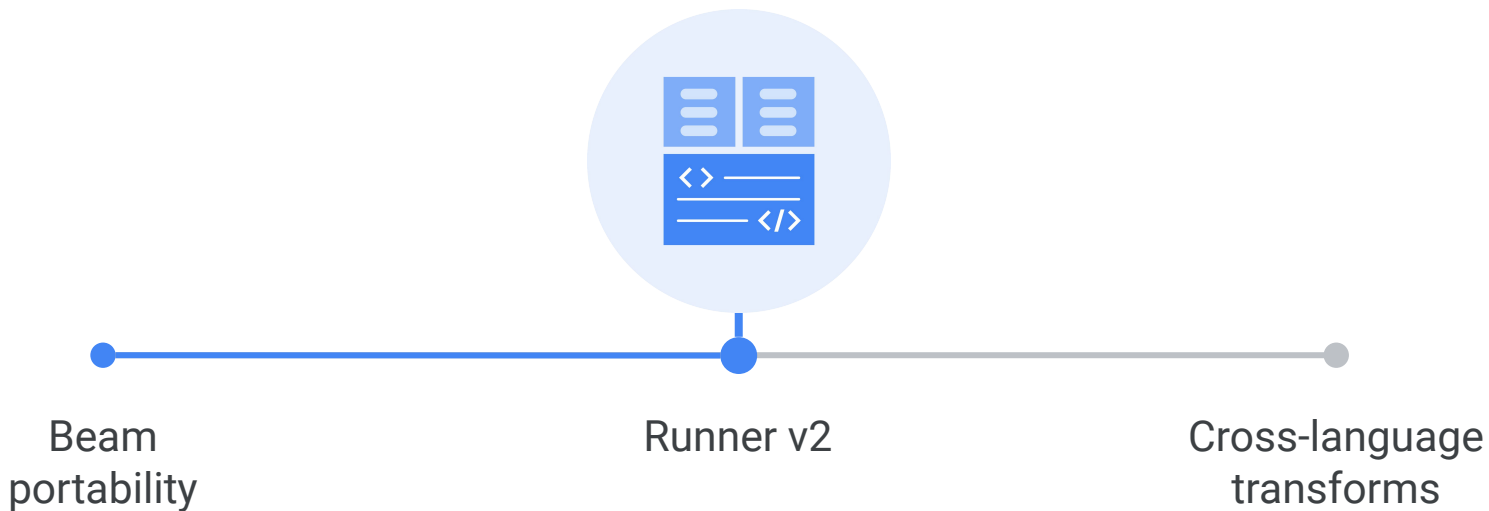 Beam
portability
Runner v2
Cross-language
transforms